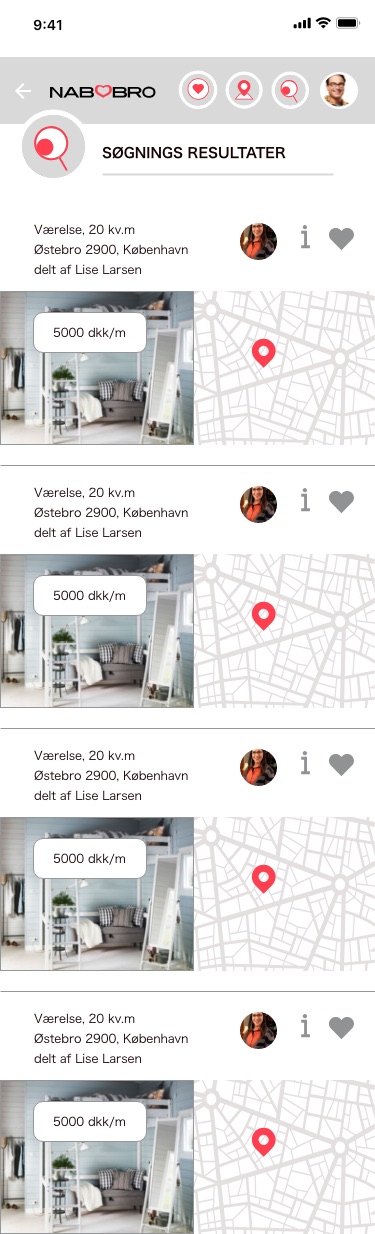 9:41
NABOBRO
SØGNINGS RESULTATER
Værelse, 20 kv.m
Østebro 2900, København
delt af Lise Larsen
5000 dkk/m
Værelse, 20 kv.m
Østebro 2900, København
delt af Lise Larsen
5000 dkk/m
Værelse, 20 kv.m
Østebro 2900, København
delt af Lise Larsen
5000 dkk/m
Værelse, 20 kv.m
Østebro 2900, København
delt af Lise Larsen
5000 dkk/m